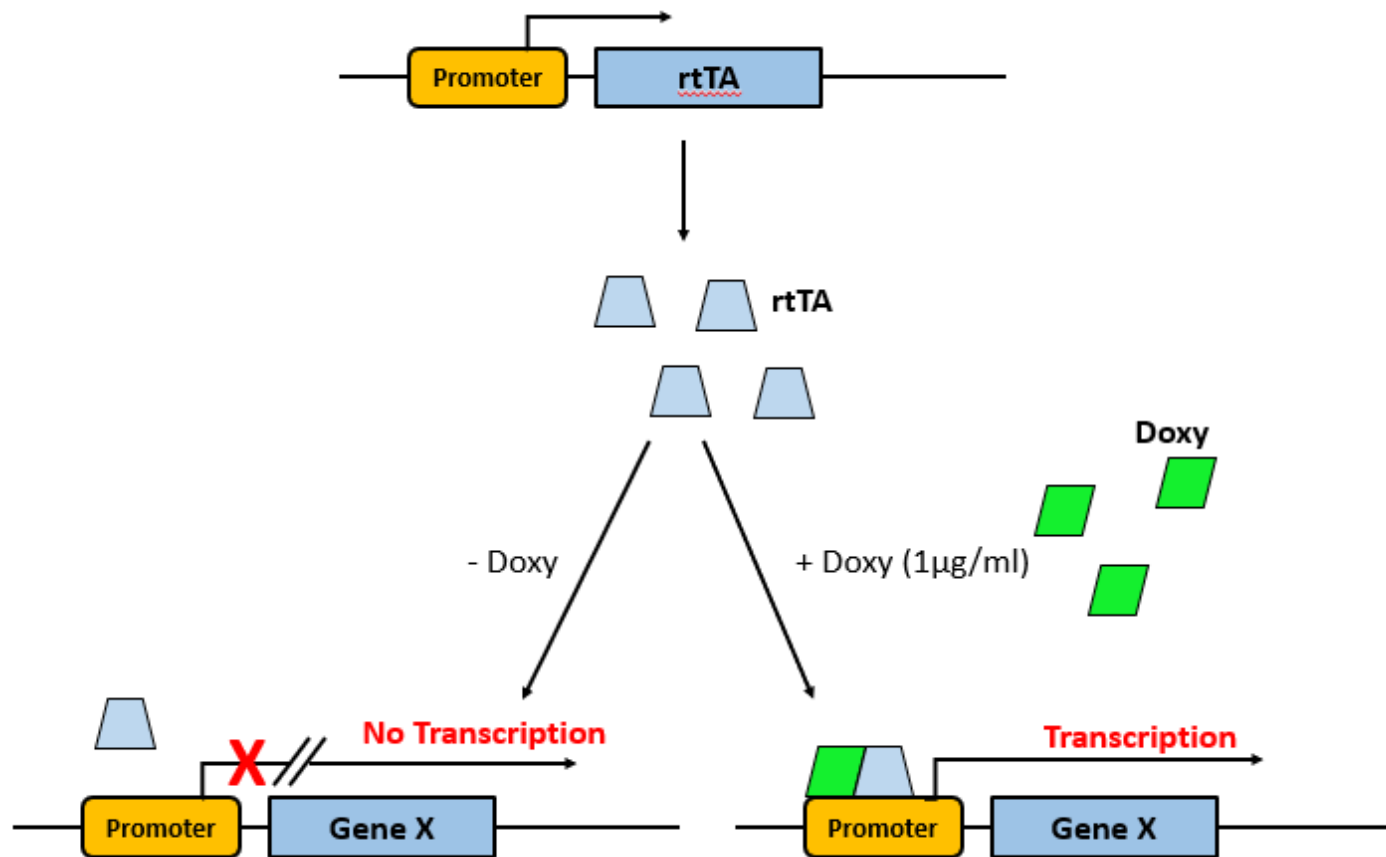 Promoter
rtTA
rtTA
Doxy
- Doxy
+ Doxy (1µg/ml)
No Transcription
Transcription
X
Promoter
Gene X
Promoter
Gene X